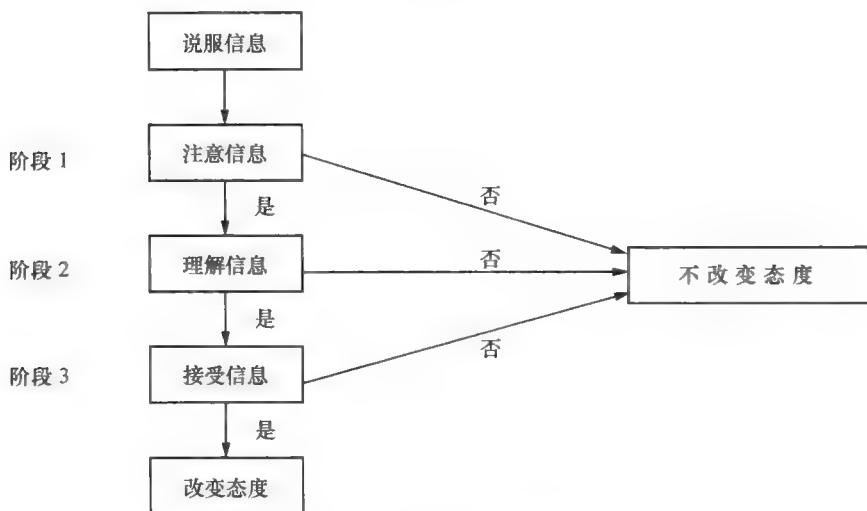 说服信息
阶段 1
注意信息
否
是
阶段 2
理解信息
否
不改变态度
是
阶段 3
接受信息
否
是
改变态度